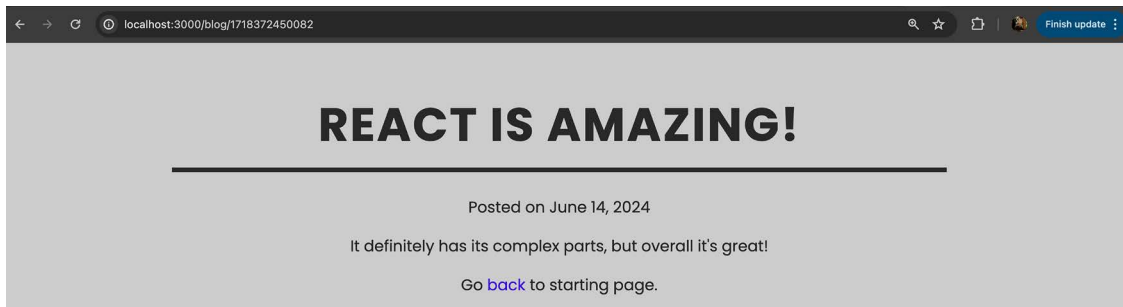 localhost:3000/blog/1718372450082
Finish update
REACT IS AMAZING!
Posted on June 14, 2024
It definitely has its complex parts, but overall it's great!
Go back to starting page.